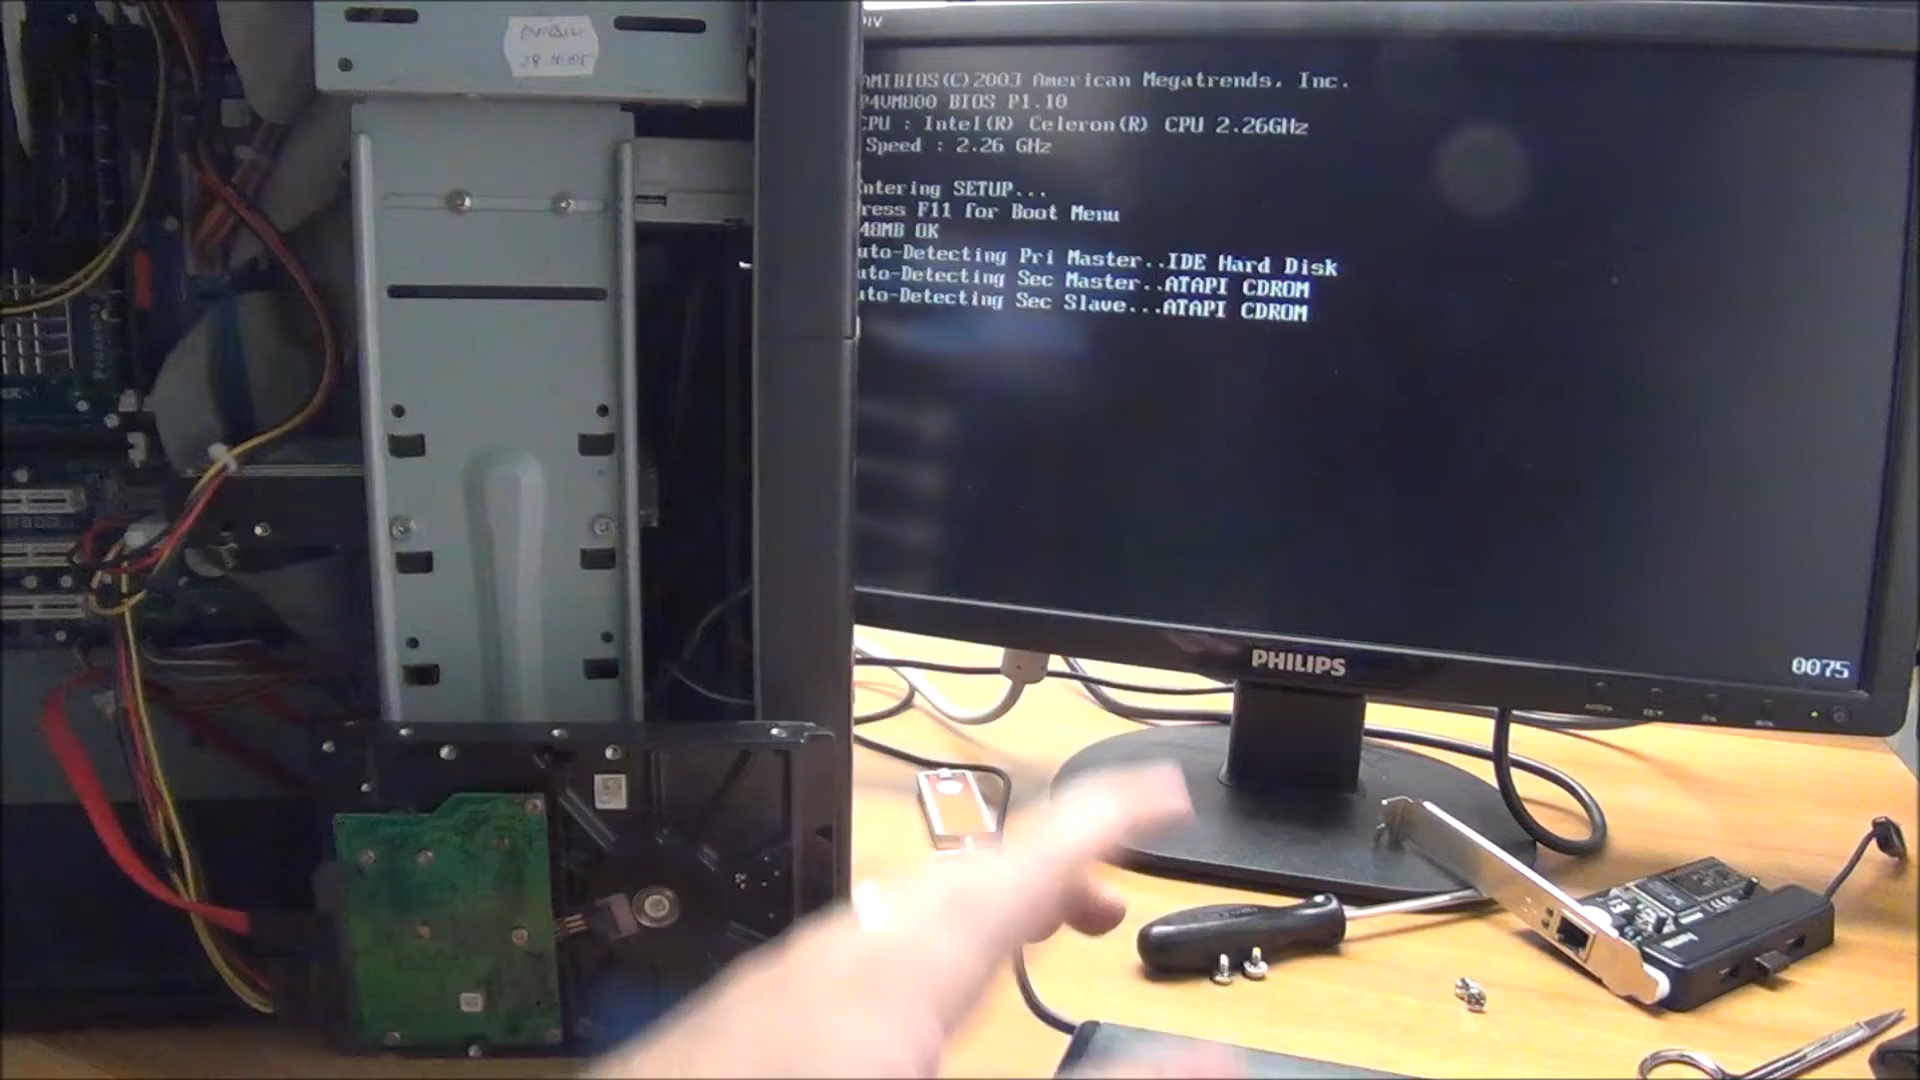 AMIBIOS(C)2003 American Megatrends, Inc.
P4VM800 BIOS P1.10
CPU : Intel(R) Celeron(R) CPU 2.26GHz
Speed : 2.26 GHz
ntering SETUP...
ress F11 for Boot Menu
48MB OK
uto-Detecting Pri Master..IDE Hard Disk
uto-Detecting Sec Master..ATAPI CDROM
uto-Detecting Sec Slave...ATAPI CDROM
0075
PHILIPS